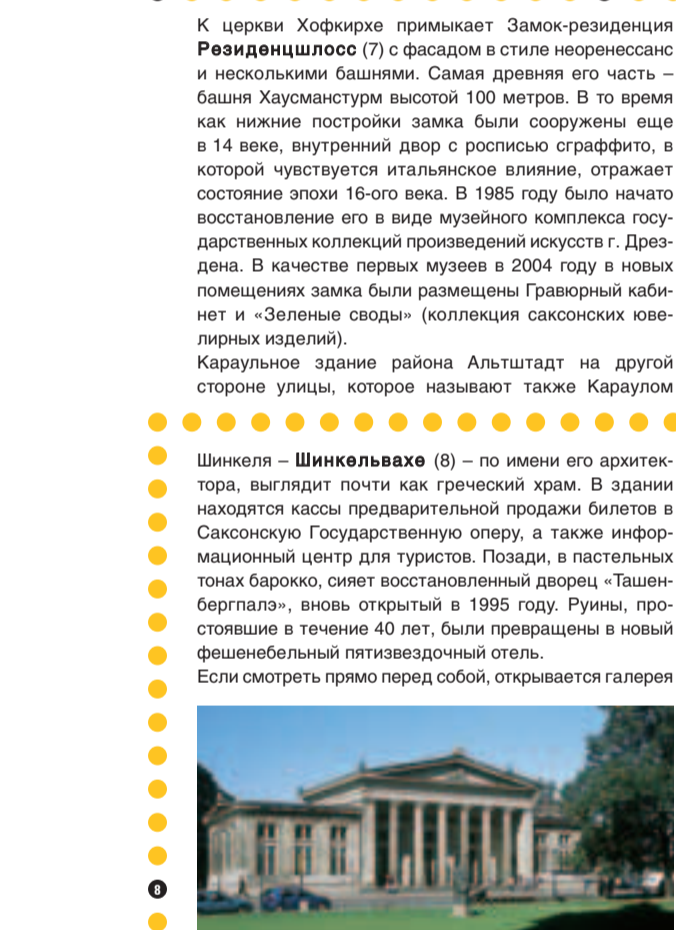 К церкви Хофкирхе примыкает Замок-резиденция
Резиденцшлосс (7) с фасадом в стиле неоренессанс
и несколькими башнями. Самая древняя его часть –
башня Хаусманстурм высотой 100 метров. В то время
как нижние постройки замка были сооружены еще
в 14 веке, внутренний двор с росписью сграффито, в
которой чувствуется итальянское влияние, отражает
состояние эпохи 16-ого века. В 1985 году было начато
восстановление его в виде музейного комплекса госу-
дарственных коллекций произведений искусств г. Дрез-
дена. В качестве первых музеев в 2004 году в новых
помещениях замка были размещены Гравюрный каби-
нет и «Зеленые своды» (коллекция саксонских юве-
лирных изделий).
Караульное здание района Альтштадт на другой
стороне улицы, которое называют также Караулом
Шинкеля – Шинкельвахе (8) – по имени его архитек-
тора, выглядит почти как греческий храм. В здании
находятся кассы предварительной продажи билетов в
Саксонскую Государственную оперу, а также инфор-
мационный центр для туристов. Позади, в пастельных
тонах барокко, сияет восстановленный дворец «Ташен-
бергпалэ», вновь открытый в 1995 году. Руины, про-
стоявшие в течение 40 лет, были превращены в новый
фешенебельный пятизвездочный отель.
Если смотреть прямо перед собой, открывается галерея
8